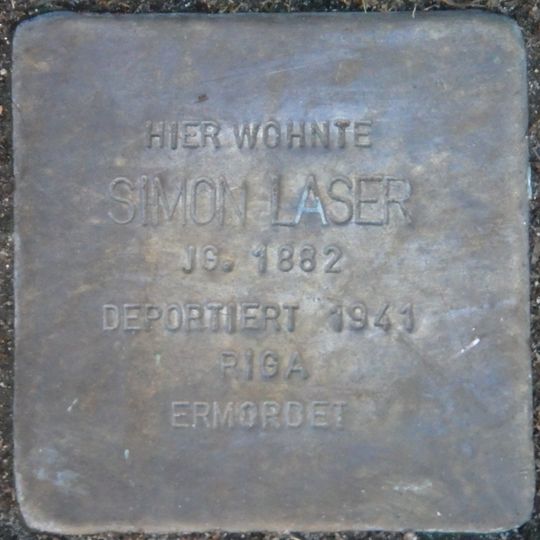 HIER WOHNTE
SIMON LASER
JG. 1882
DEPORTIERT 1941
RIGA
ERMORDET